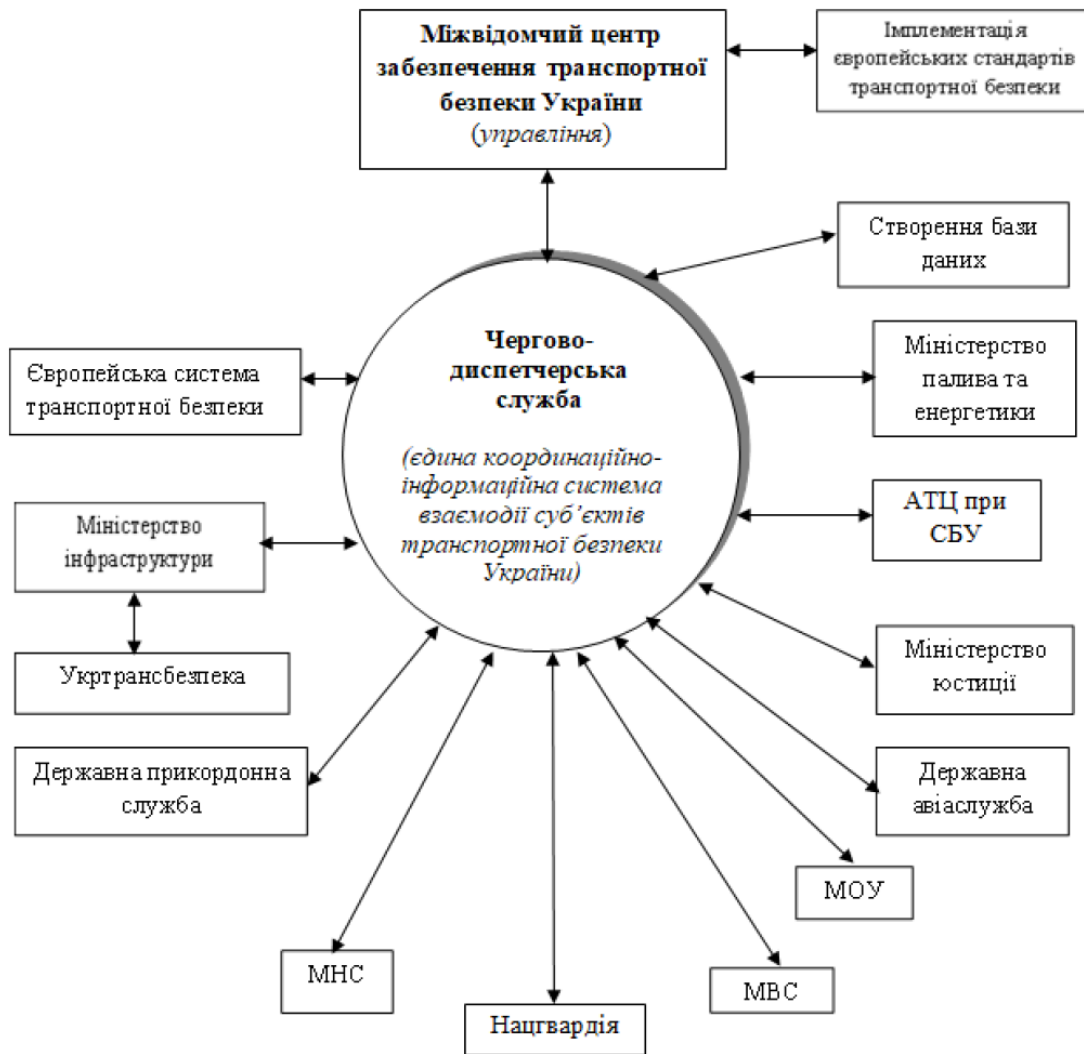 Міжвідомчий центр
забезпечення транспортної
безпеки України
(управління)
Імплементація
європейських стандартів
транспортної безпеки
Створення бази
даних
Чергово-
диспетчерська
служба
(єдина координаційно-
інформаційна система
взаємодії суб’єктів
транспортної безпеки
України)
Європейська система
транспортної безпеки
Міністерство
палива та
енергетики
Міністерство
інфраструктури
АТЦ при
СБУ
Укртрансбезпека
Міністерство
юстиції
Державна прикордонна
служба
Державна
авіаслужба
МОУ
МНС
МВС
Нацгвардія